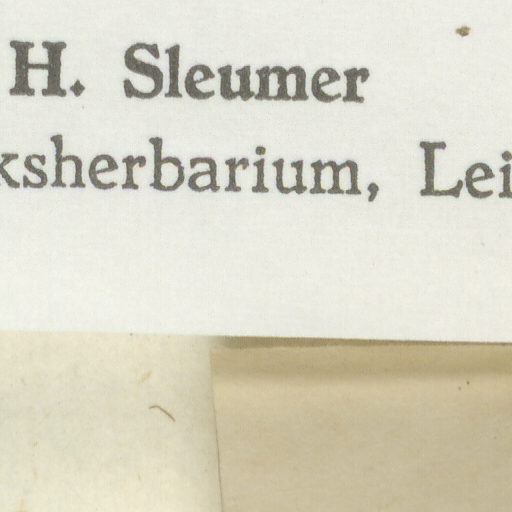 H. Sleumer
ksherbarium, Lei